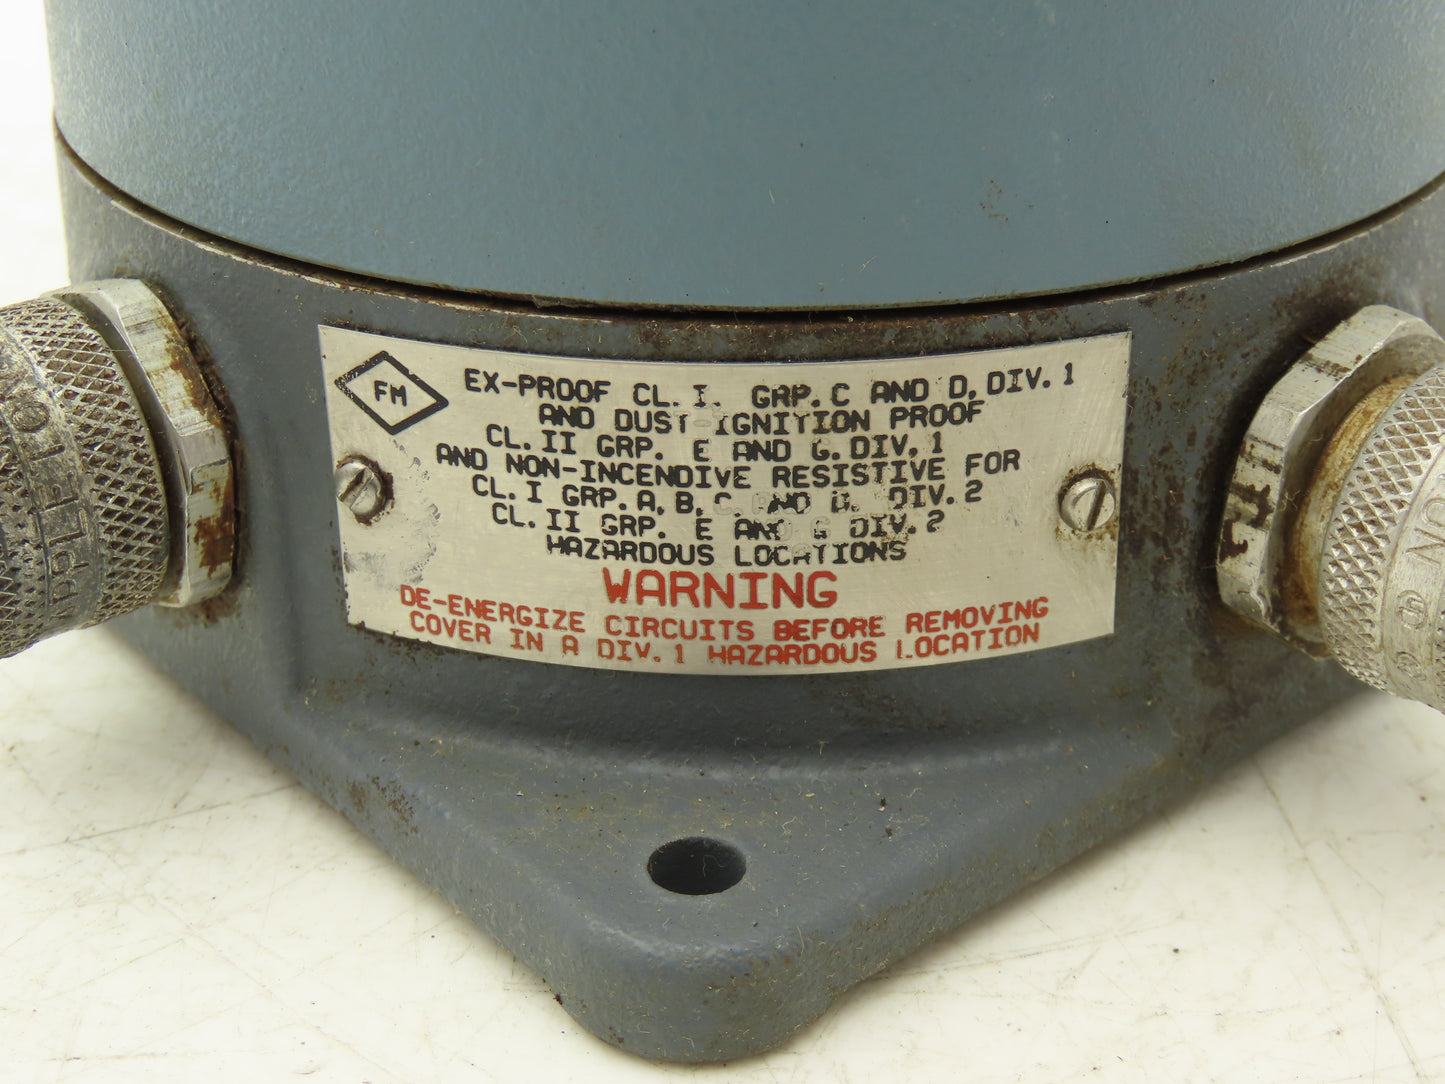 FM
EX-PROOF CL. I. GRP. C AND D, DIV. 1
AND DUST-IGNITION PROOF
CL. II GRP. E AND G. DIV. 1
AND NON-INCENDIVE RESISTIVE FOR
CL. I GRP. A, B, C AND D, DIV. 2
CL. II GRP. E AND G DIV. 2
HAZARDOUS LOCATIONS
WARNING
DE-ENERGIZE CIRCUITS BEFORE REMOVING
COVER IN A DIV. 1 HAZARDOUS LOCATION
APPLETO